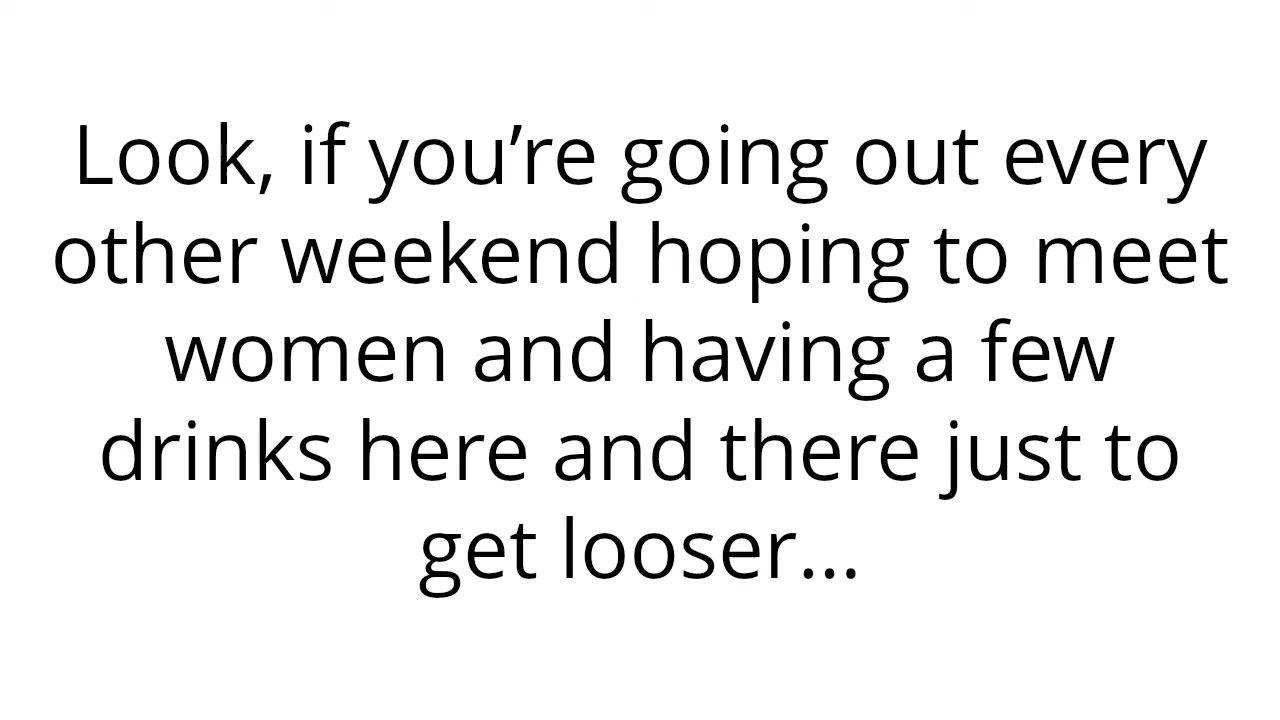 Look, if you’re going out every
other weekend hoping to meet
women and having a few
drinks here and there just to
get looser...